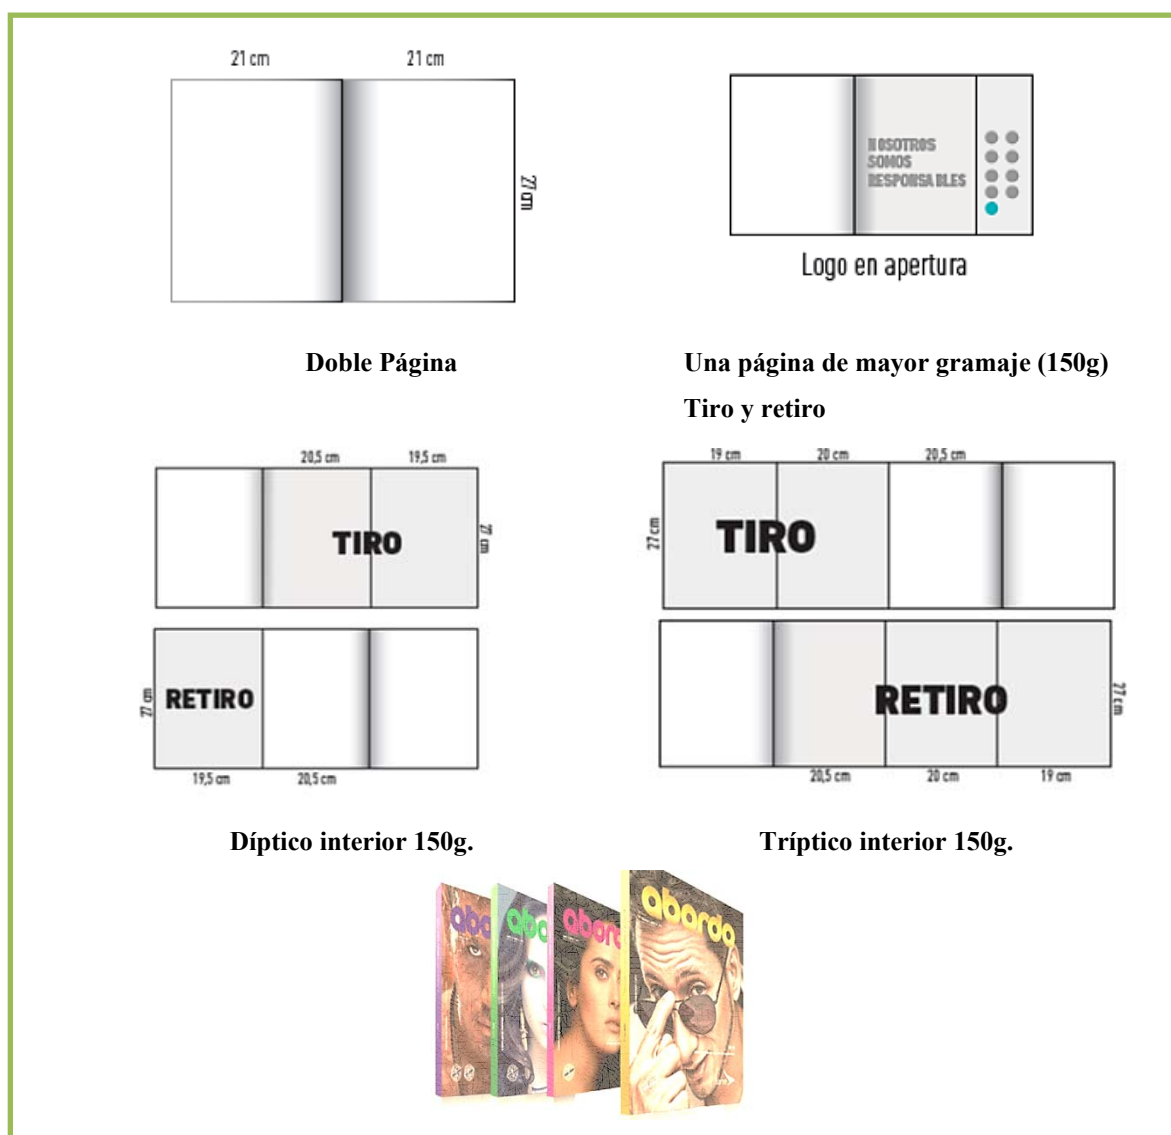 21 cm
21 cm
27 cm
NOSOTROS
SOMOS
RESPONSABLES
Logo en apertura
Doble Página
Una página de mayor gramaje (150g)
Tiro y retiro
20,5 cm
19,5 cm
TIRO
27 cm
RETIRO
27 cm
19,5 cm
20,5 cm
19 cm
20 cm
20,5 cm
27 cm
TIRO
RETIRO
27 cm
20,5 cm
20 cm
19 cm
Díptico interior 150g.
Tríptico interior 150g.
abo
abo
abord
abordo